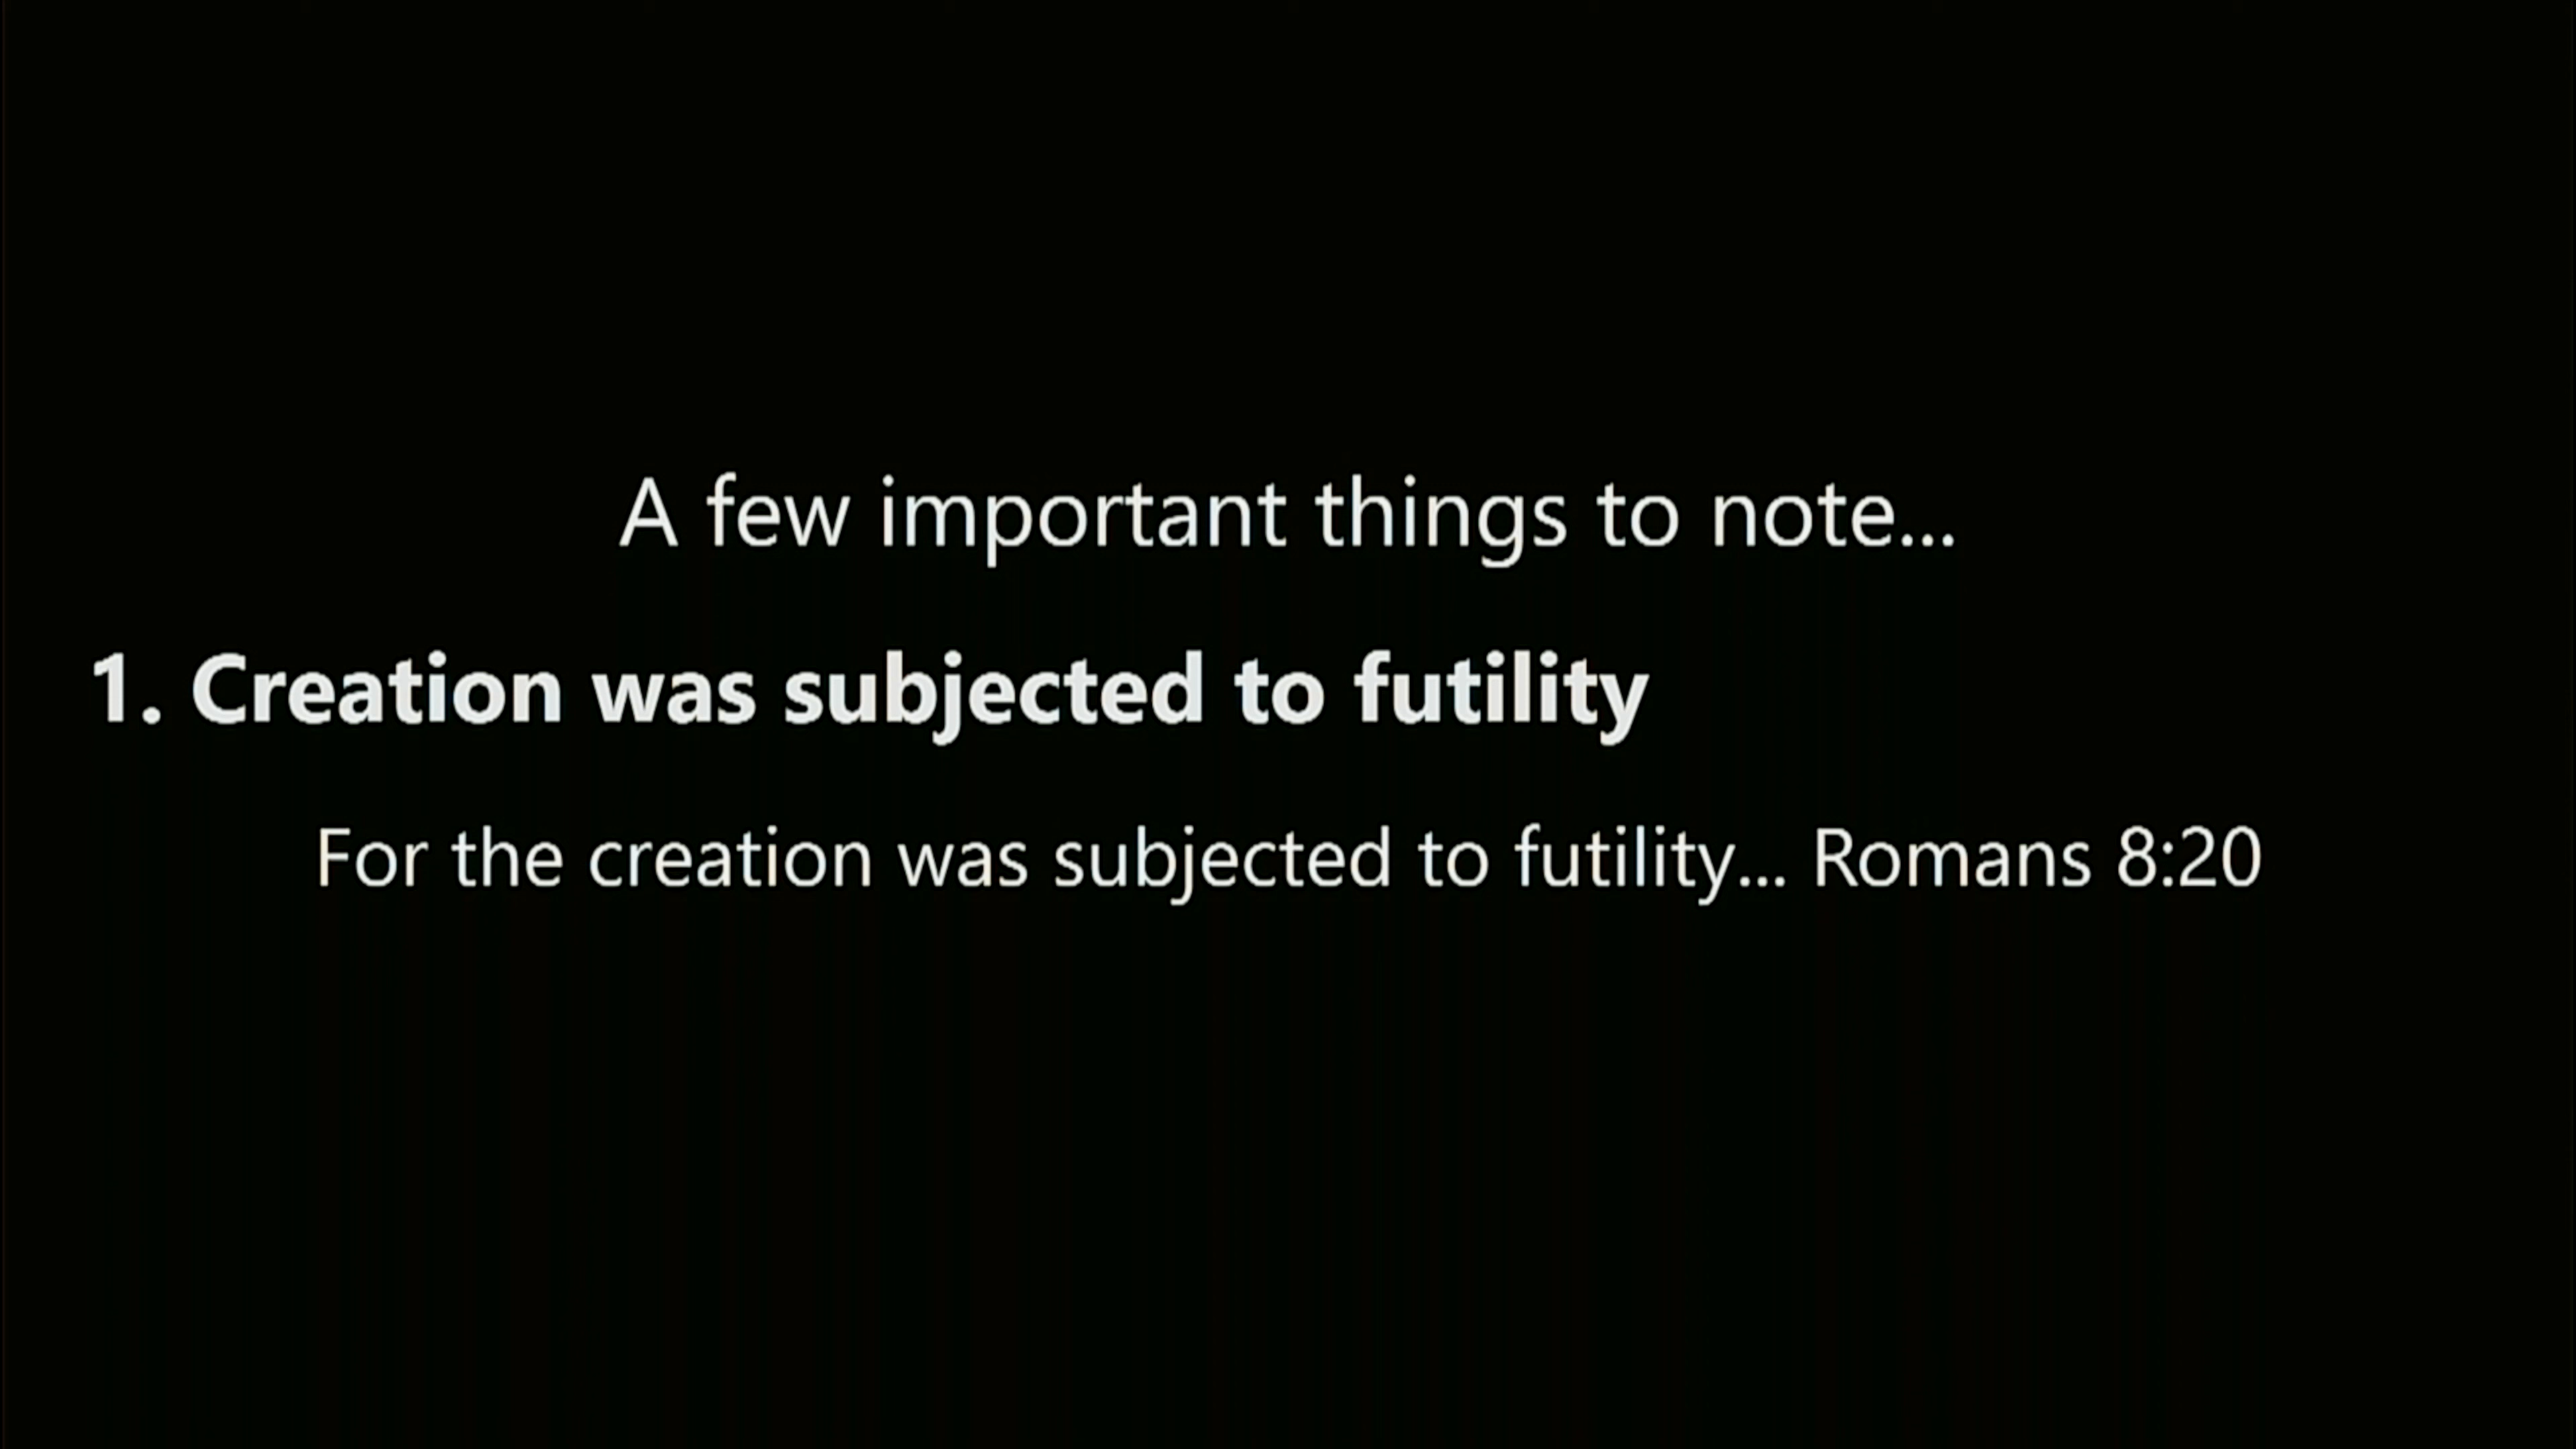 A few important things to note...
1. Creation was subjected to futility
For the creation was subjected to futility... Romans 8:20